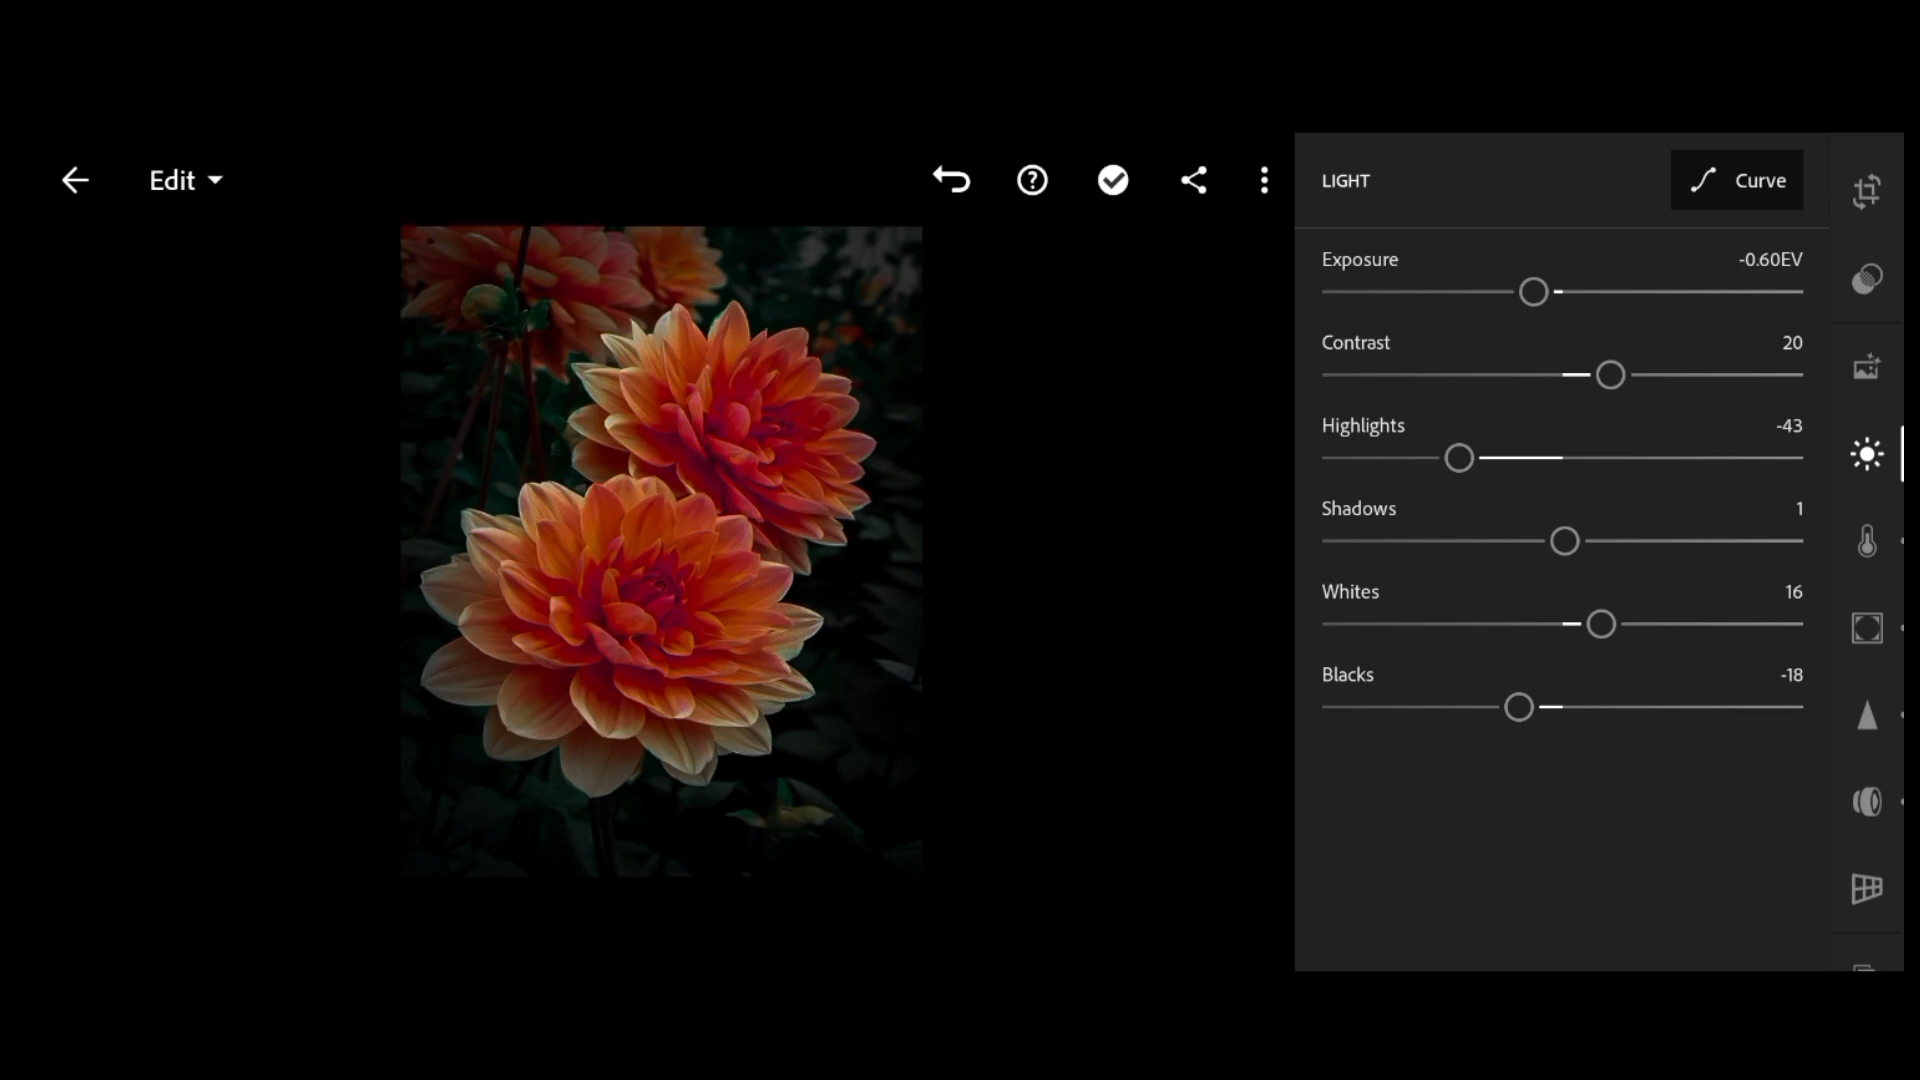 Edit
LIGHT
Curve
Exposure -0.60EV
Contrast 20
Highlights -43
Shadows 1
Whites 16
Blacks -18